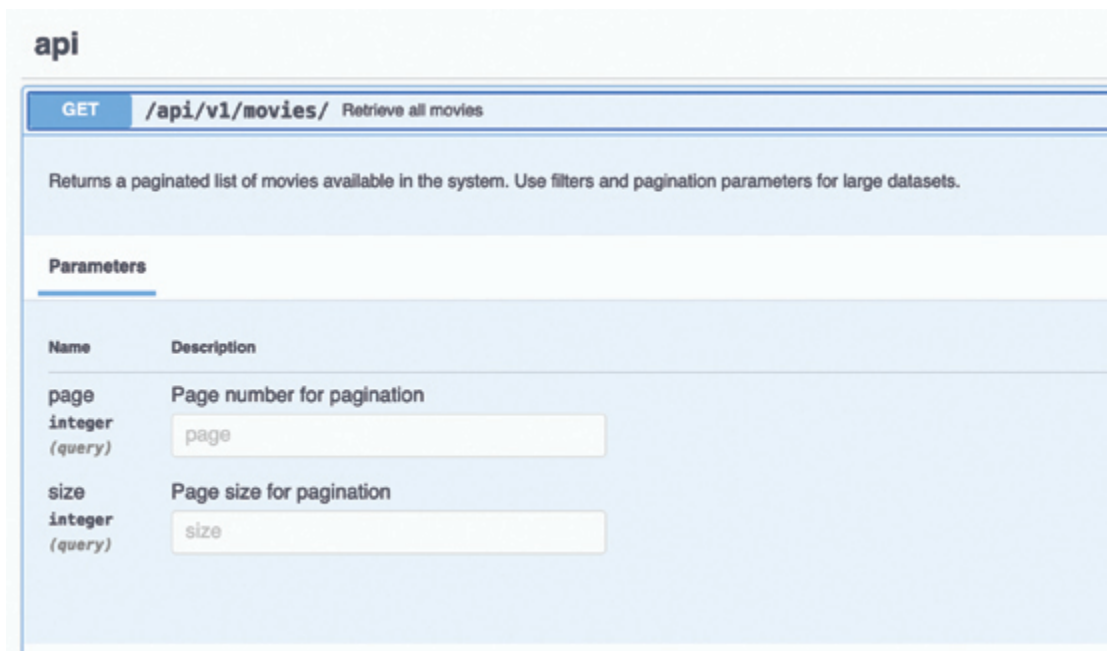 api
GET /api/v1/movies/ Retrieve all movies
Returns a paginated list of movies available in the system. Use filters and pagination parameters for large datasets.
Parameters
Name Description
page Page number for pagination
integer
(query)
page
size Page size for pagination
integer
(query)
size